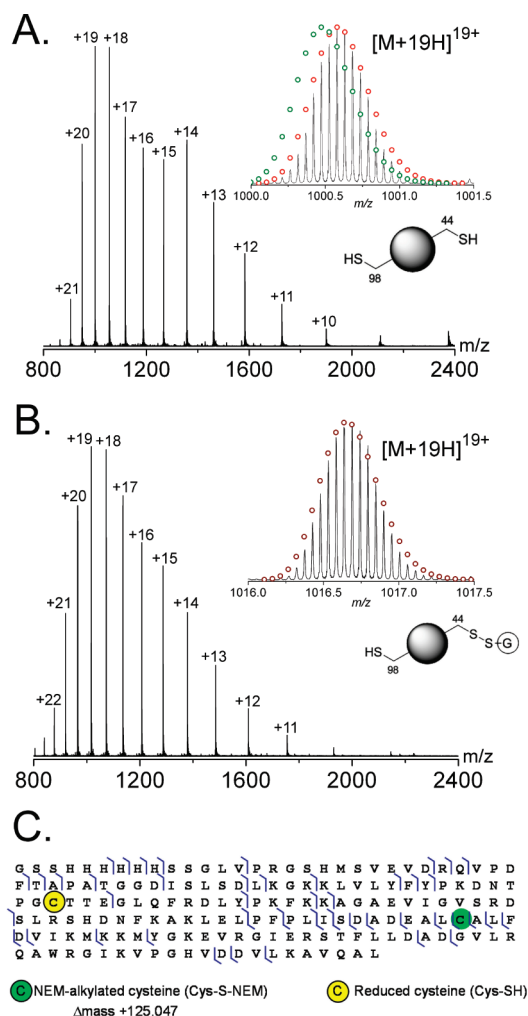 A.
+19
+18
[M+19H]19+
+20
+17
+16
+14
+15
+13
1000.0
1000.5
1001.0
1001.5
m/z
44
SH
HS
98
+12
+21
+11
+10
m/z
800
1200
1600
2000
2400
B.
+19
+18
[M+19H]19+
+20
+17
+16
+15
+21
+14
1016.0
1016.5
1017.0
1017.5
m/z
44
S
S
G
HS
98
+13
+22
+12
+11
m/z
800
1200
1600
2000
2400
C.
G S S H H H H H H S S G L V P R G S H M S V E V D R Q V P D
F T A P A T G G D I S L S D L K G K K L V L Y F Y P K D N T
P G C T T E G L Q F R D L Y P K F K K A G A E V I G V S R D
S L R S H D N F K A K L E L P F P L I S D A D E A L C A L F
D V I K M K K M Y G K E V R G I E R S T F L L D A D G V L R
Q A W R G I K V P G H V D D V L K A V Q A L
C NEM-alkylated cysteine (Cys-S-NEM)
Δmass +125.047
C Reduced cysteine (Cys-SH)